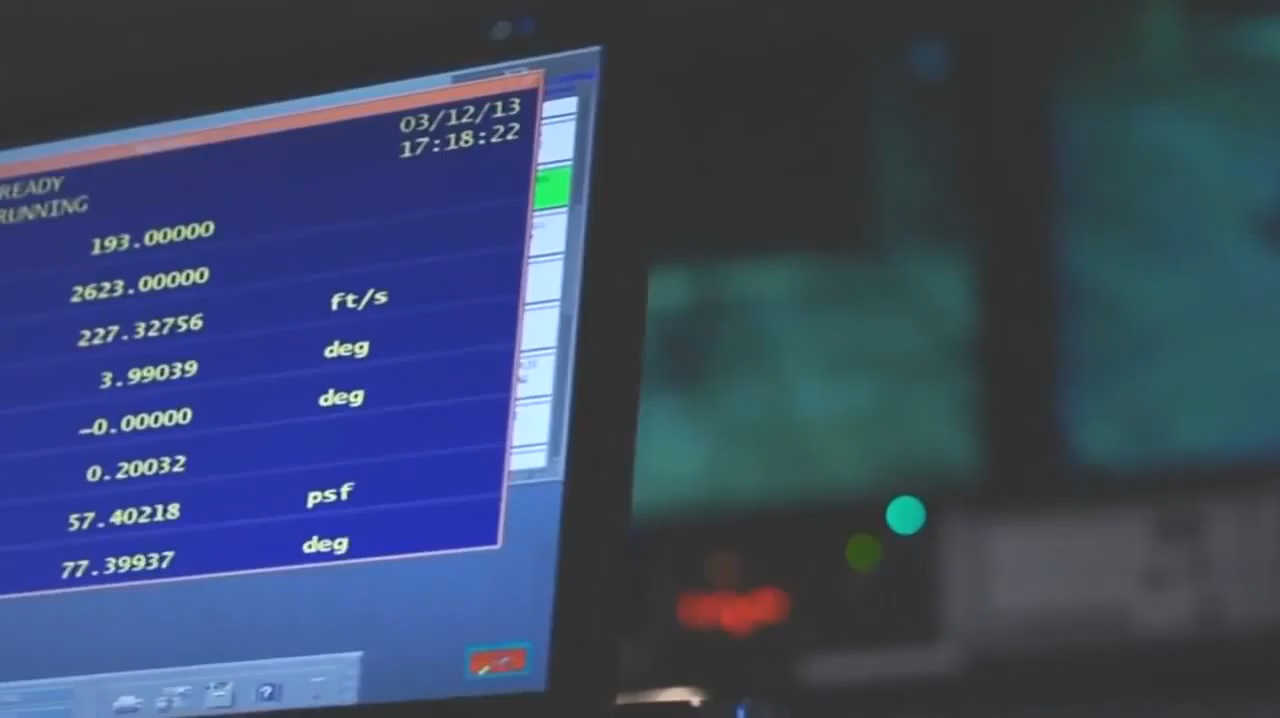 03/12/13
17:18:22
READY
RUNNING
193.00000
2623.00000
227.32756 ft/s
3.99039 deg
-0.00000 deg
0.20032
57.40218 psf
77.39937 deg
?